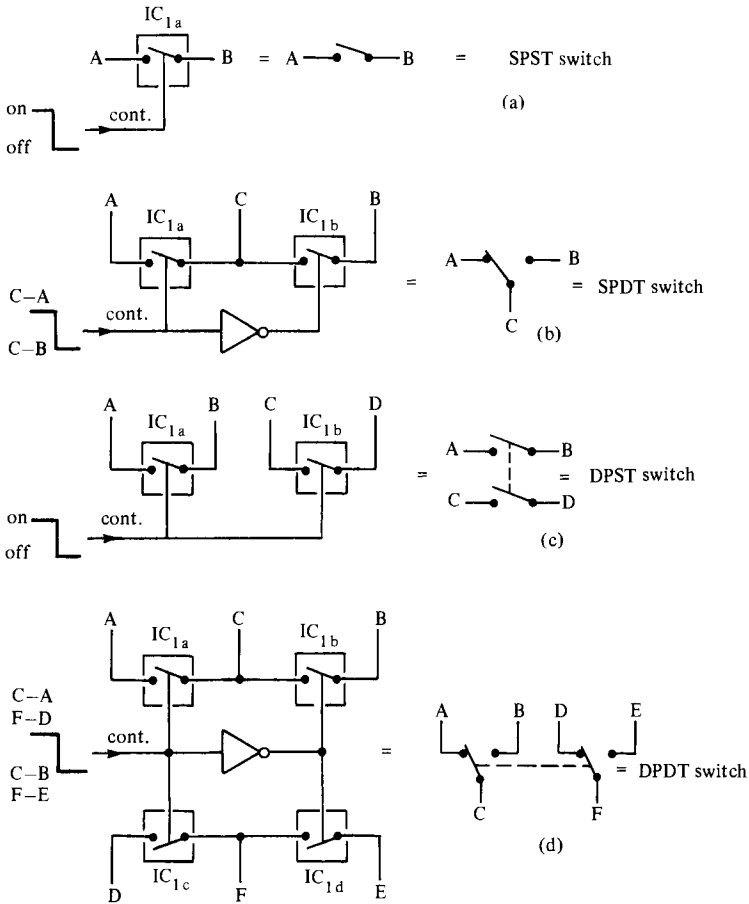 IC1a
A B = A B = SPST switch
on
cont.
off
(a)
A IC1a C IC1b B
A B
C–A
= = SPDT switch
cont.
C–B
C
(b)
A IC1a B C IC1b D
A B
= = DPST switch
C D
on
cont.
off
(c)
A IC1a C IC1b B
C–A
F–D
cont.
C–B
F–E
= A B D E
= DPDT switch
C F
(d)
D IC1c F IC1d E